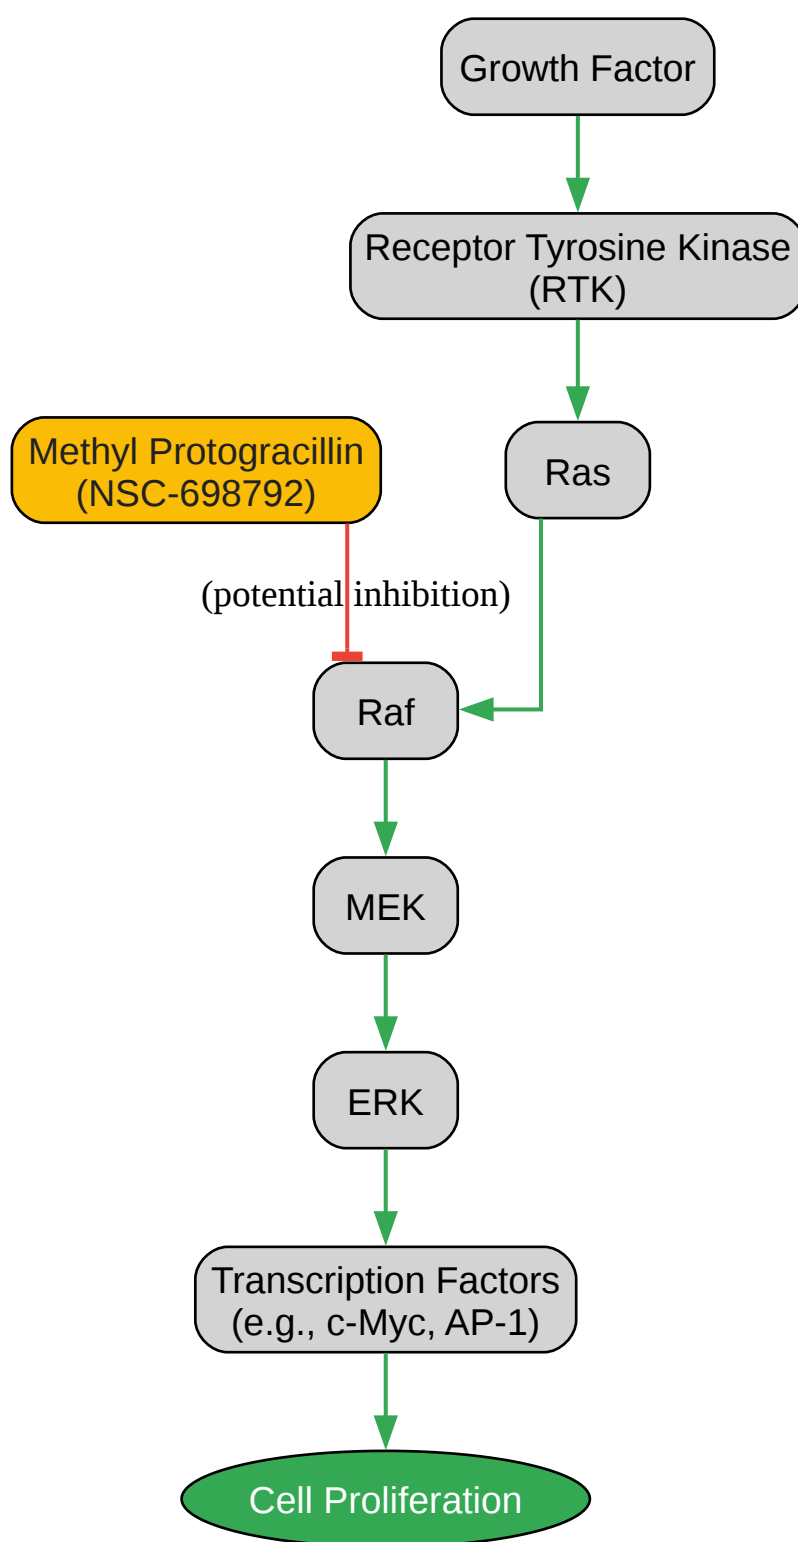 Growth Factor
Receptor Tyrosine Kinase
(RTK)
Methyl Protogracillin
(NSC-698792)
Ras
(potential inhibition)
Raf
MEK
ERK
Transcription Factors
(e.g., c-Myc, AP-1)
Cell Proliferation